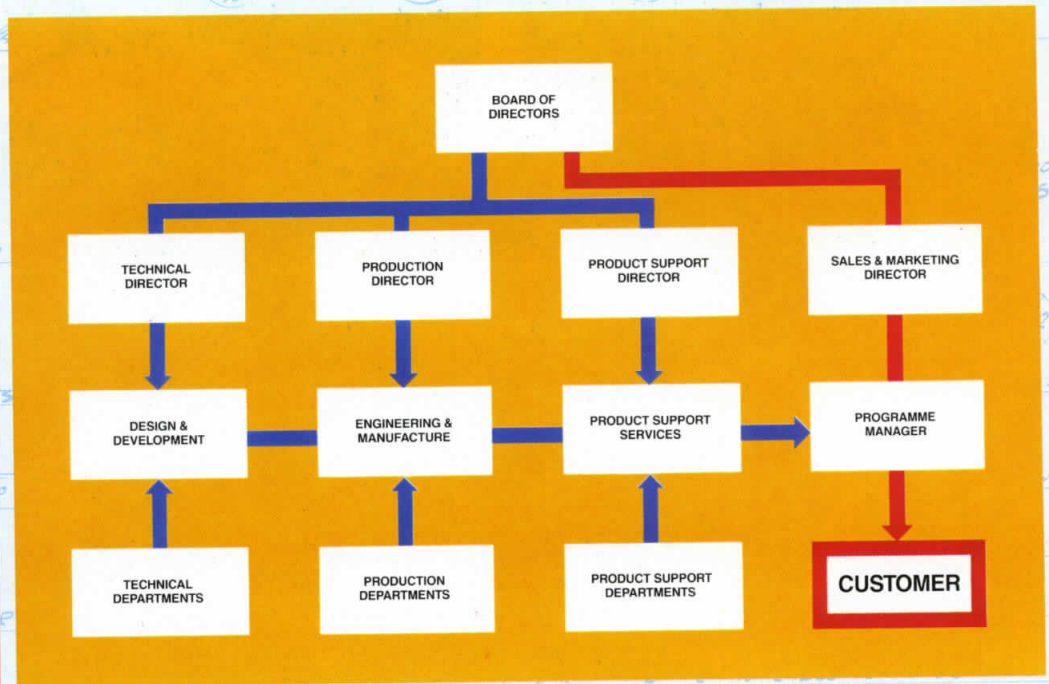 BOARD OF
DIRECTORS
TECHNICAL
DIRECTOR
PRODUCTION
DIRECTOR
PRODUCT SUPPORT
DIRECTOR
SALES & MARKETING
DIRECTOR
DESIGN &
DEVELOPMENT
ENGINEERING &
MANUFACTURE
PRODUCT SUPPORT
SERVICES
PROGRAMME
MANAGER
TECHNICAL
DEPARTMENTS
PRODUCTION
DEPARTMENTS
PRODUCT SUPPORT
DEPARTMENTS
CUSTOMER